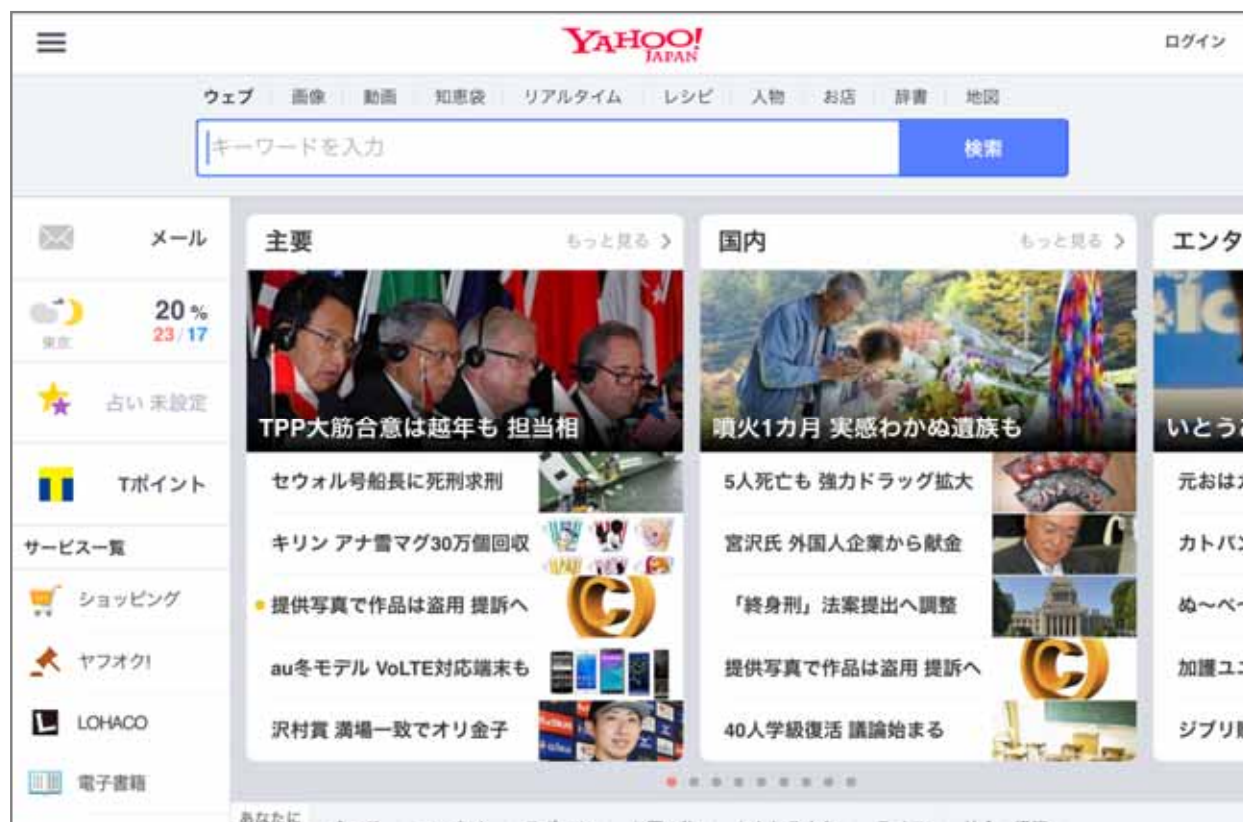 YAHOO!
JAPAN
ログイン
ウェブ 画像 動画 知恵袋 リアルタイム レシピ 人物 お店 辞書 地図
キーワードを入力
検索
メール
20 %
23/17
東京
占い 未設定
Tポイント
サービス一覧
ショッピング
ヤフオク!
LOHACO
電子書籍
主要
もっと見る
TPP大筋合意は越年も 担当相
セウォル号船長に死刑求刑
キリン アナ雪マグ30万個回収
提供写真で作品は盗用 提訴へ
au冬モデル VoLTE対応端末も
沢村賞 満場一致でオリ金子
国内
もっと見る
噴火1カ月 実感わかぬ遺族も
5人死亡も 強力ドラッグ拡大
宮沢氏 外国人企業から献金
「終身刑」法案提出へ調整
提供写真で作品は盗用 提訴へ
40人学級復活 議論始まる
エンタ
いとう
元おは
カトパン
ぬ〜べ〜
加護ユ
ジブリ
あなたに